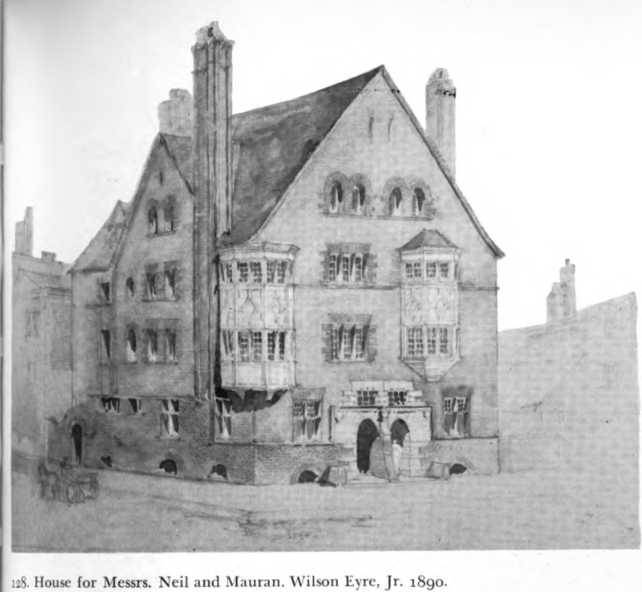 128. House for Messrs. Neil and Mauran. Wilson Eyre, Jr. 1890.